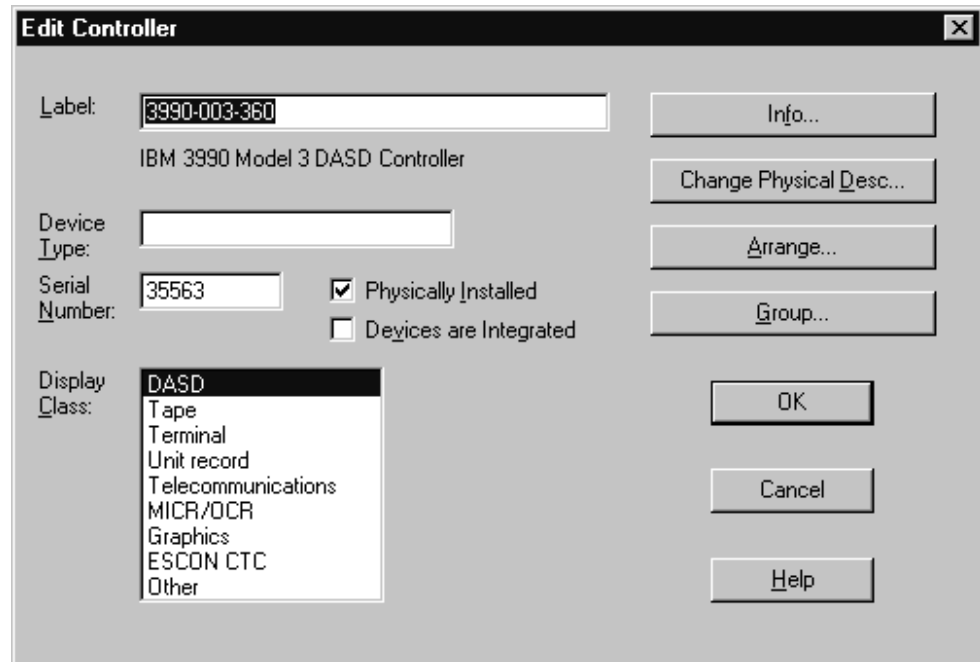 Edit Controller
Label: 3990-003-360 Info...
IBM 3990 Model 3 DASD Controller
Change Physical Desc...
Device
Type:
Arrange...
Serial
Number: 35563
Physically Installed
Devices are Integrated
Group...
Display
Class:
DASD
Tape
Terminal
Unit record
Telecommunications
MICR/OCR
Graphics
ESCON CTC
Other
OK
Cancel
Help